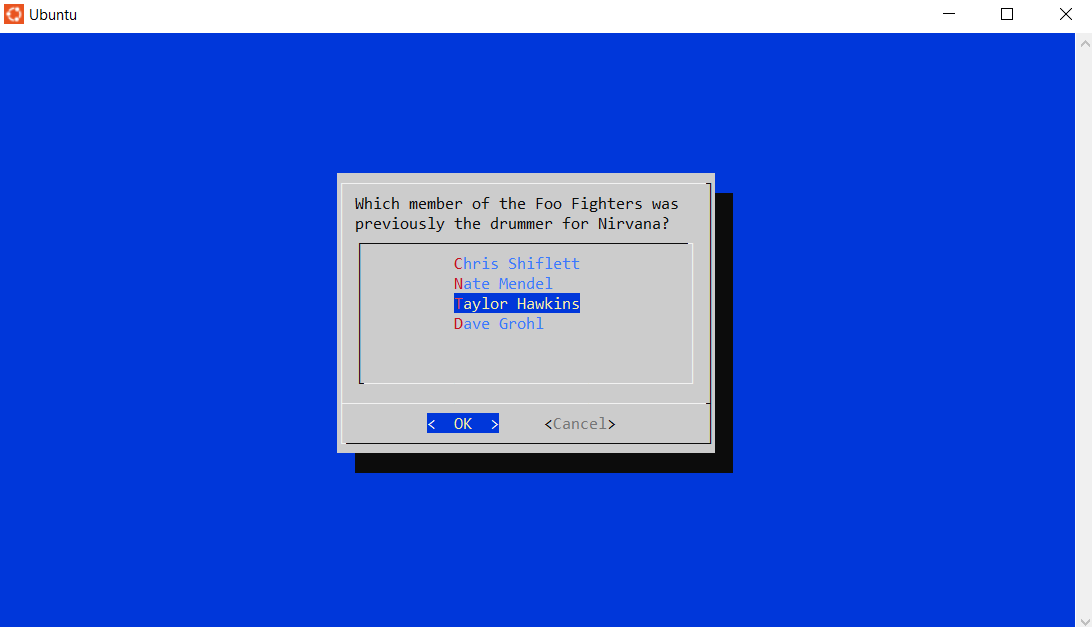 Ubuntu
Which member of the Foo Fighters was
previously the drummer for Nirvana?
Chris Shiflett
Nate Mendel
Taylor Hawkins
Dave Grohl
<  OK  > <Cancel>